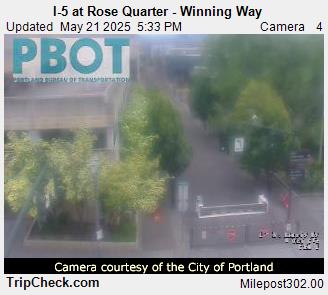 I-5 at Rose Quarter - Winning Way
Updated May 21 2025 5:33 PM Camera 4
PBOT
PORTLAND BUREAU OF TRANSPORTATION
Camera courtesy of the City of Portland
TripCheck.com Milepost302.00